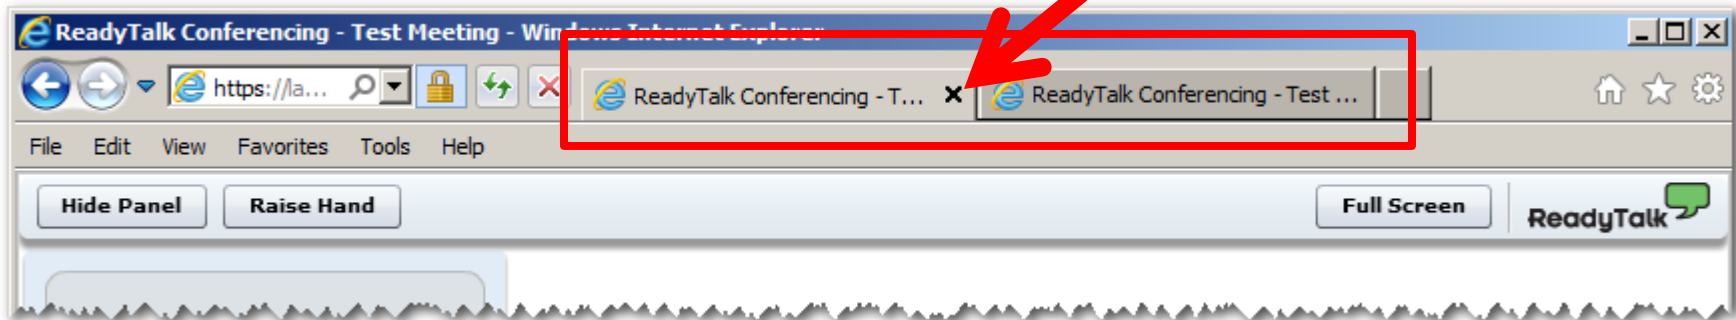 ReadyTalk Conferencing - Test Meeting - Windows Internet Explorer
https://la...
ReadyTalk Conferencing - T...
ReadyTalk Conferencing - Test ...
File Edit View Favorites Tools Help
Hide Panel Raise Hand Full Screen ReadyTalk